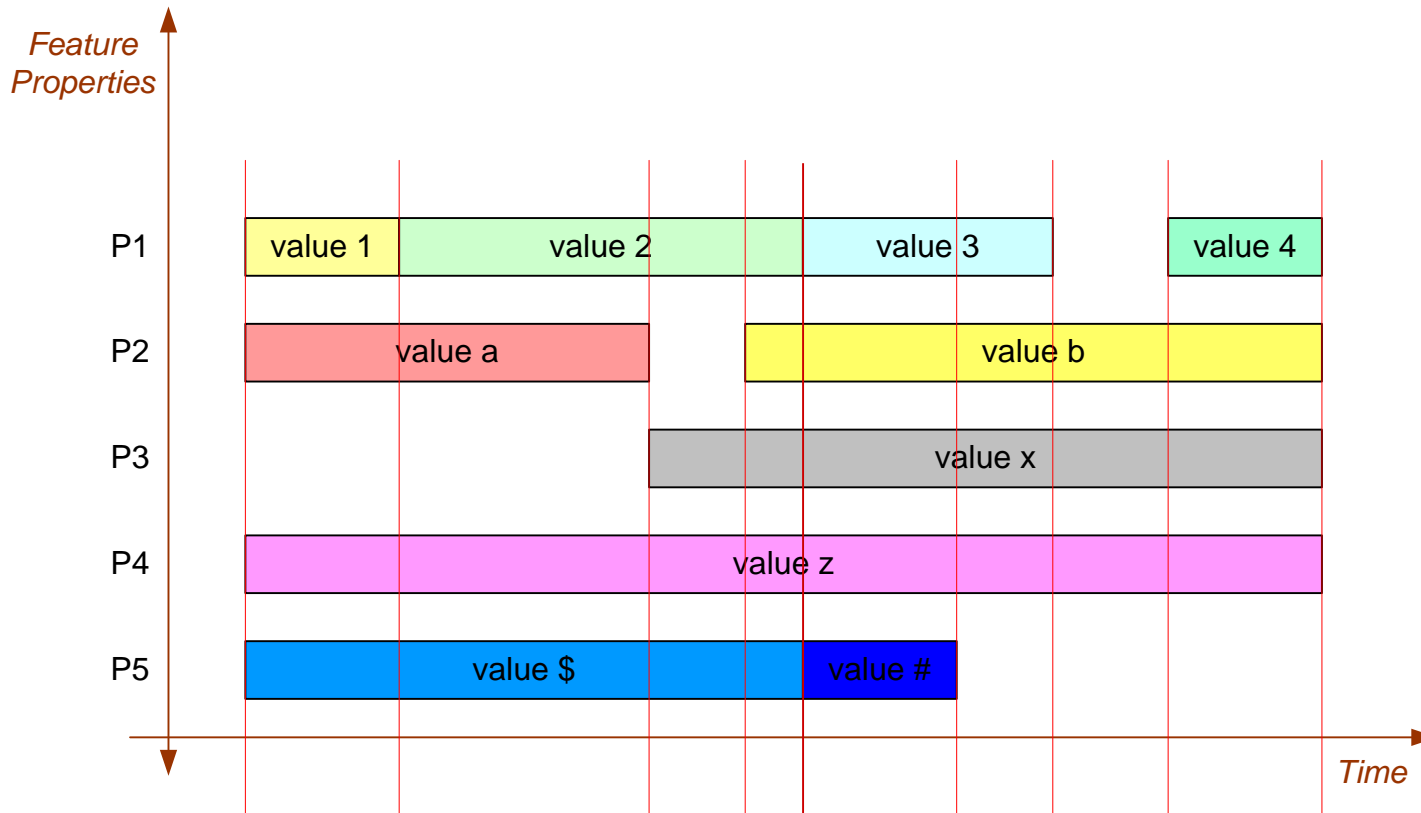 Feature
Properties
P1
value 1
value 2
value 3
value 4
P2
value a
value b
P3
value x
P4
value z
P5
value $
value #
Time